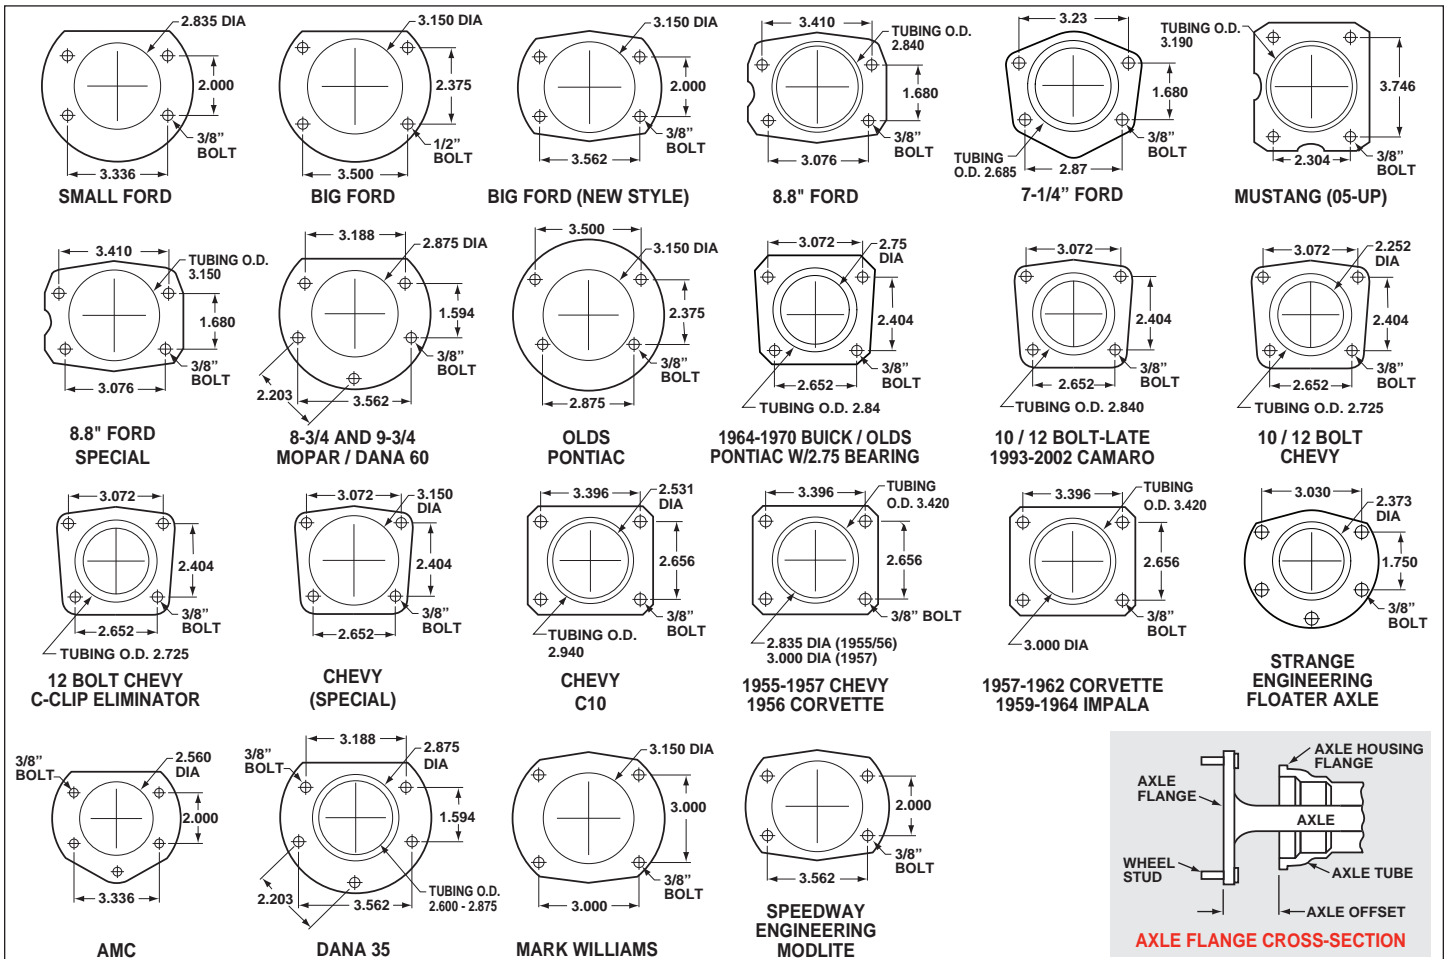 2.835 DIA
2.000
3/8”
BOLT
3.336
SMALL FORD
3.150 DIA
2.375
1/2”
BOLT
3.500
BIG FORD
3.150 DIA
2.000
3/8”
BOLT
3.562
BIG FORD (NEW STYLE)
3.410
TUBING O.D.
2.840
1.680
3/8”
BOLT
3.076
8.8" FORD
3.23
1.680
3/8”
BOLT
TUBING
O.D. 2.685
2.87
7-1/4” FORD
TUBING O.D.
3.190
3.746
2.304
3/8”
BOLT
MUSTANG (05-UP)
3.410
TUBING O.D.
3.150
1.680
3/8”
BOLT
3.076
8.8" FORD
SPECIAL
3.188
2.875 DIA
1.594
3/8”
BOLT
2.203
3.562
8-3/4 AND 9-3/4
MOPAR / DANA 60
3.500
3.150 DIA
2.375
3/8”
BOLT
2.875
OLDS
PONTIAC
3.072
2.75
DIA
2.404
3/8”
BOLT
2.652
TUBING O.D. 2.84
1964-1970 BUICK / OLDS
PONTIAC W/2.75 BEARING
3.072
2.404
3/8”
BOLT
2.652
TUBING O.D. 2.840
10 / 12 BOLT-LATE
1993-2002 CAMARO
3.072
2.252
DIA
2.404
3/8”
BOLT
2.652
TUBING O.D. 2.725
10 / 12 BOLT
CHEVY
3.072
2.404
3/8”
BOLT
2.652
TUBING O.D. 2.725
12 BOLT CHEVY
C-CLIP ELIMINATOR
3.072
3.150
DIA
2.404
3/8”
BOLT
2.652
CHEVY
(SPECIAL)
3.396
2.531
DIA
2.656
3/8”
BOLT
TUBING O.D.
2.940
CHEVY
C10
3.396
TUBING
O.D. 3.420
2.656
3/8” BOLT
2.835 DIA (1955/56)
3.000 DIA (1957)
1955-1957 CHEVY
1956 CORVETTE
3.396
TUBING
O.D. 3.420
2.656
3/8”
BOLT
3.000 DIA
1957-1962 CORVETTE
1959-1964 IMPALA
3.030
2.373
DIA
1.750
3/8”
BOLT
STRANGE
ENGINEERING
FLOATER AXLE
3/8”
BOLT
2.560
DIA
2.000
3.336
AMC
3/8”
BOLT
3.188
2.875
DIA
1.594
2.203
3.562
TUBING O.D.
2.600 - 2.875
DANA 35
3.150 DIA
3.000
3/8”
BOLT
3.000
MARK WILLIAMS
2.000
3/8”
BOLT
3.562
SPEEDWAY
ENGINEERING
MODLITE
AXLE HOUSING
FLANGE
AXLE
FLANGE
AXLE
WHEEL
STUD
AXLE TUBE
AXLE OFFSET
AXLE FLANGE CROSS-SECTION